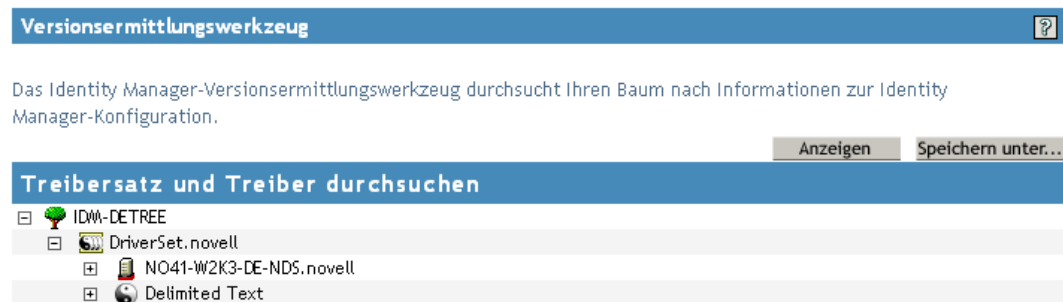 Versionsermittlungswerkzeug
?
Das Identity Manager-Versionsermittlungswerkzeug durchsucht Ihren Baum nach Informationen zur Identity
Manager-Konfiguration.
Anzeigen Speichern unter...
Treibersatz und Treiber durchsuchen
IDM-DETREE
DriverSet.novell
NO41-W2K3-DE-NDS.novell
Delimited Text